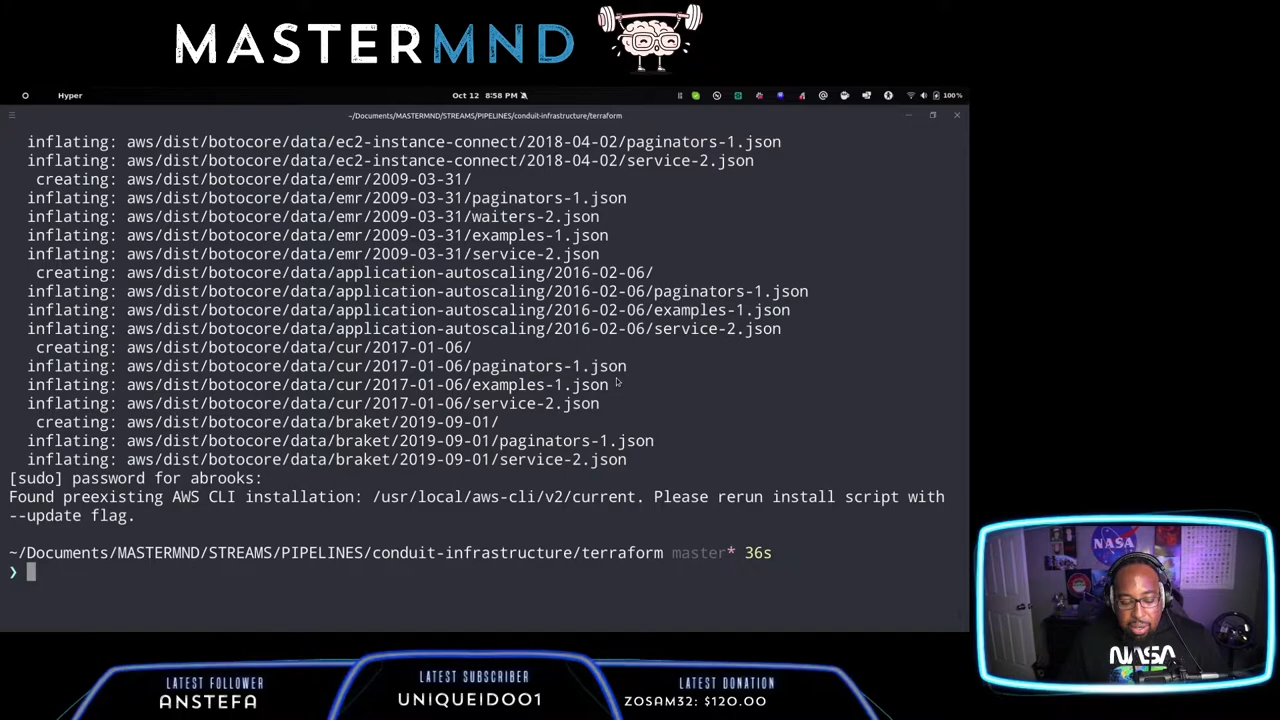 MASTERMND
Hyper
Oct 12 8:58 PM
100%
~/Documents/MASTERMND/STREAMS/PIPELINES/conduit-infrastructure/terraform
inflating: aws/dist/botocore/data/ec2-instance-connect/2018-04-02/paginators-1.json
inflating: aws/dist/botocore/data/ec2-instance-connect/2018-04-02/service-2.json
creating: aws/dist/botocore/data/emr/2009-03-31/
inflating: aws/dist/botocore/data/emr/2009-03-31/paginators-1.json
inflating: aws/dist/botocore/data/emr/2009-03-31/waiters-2.json
inflating: aws/dist/botocore/data/emr/2009-03-31/examples-1.json
inflating: aws/dist/botocore/data/emr/2009-03-31/service-2.json
creating: aws/dist/botocore/data/application-autoscaling/2016-02-06/
inflating: aws/dist/botocore/data/application-autoscaling/2016-02-06/paginators-1.json
inflating: aws/dist/botocore/data/application-autoscaling/2016-02-06/examples-1.json
inflating: aws/dist/botocore/data/application-autoscaling/2016-02-06/service-2.json
creating: aws/dist/botocore/data/cur/2017-01-06/
inflating: aws/dist/botocore/data/cur/2017-01-06/paginators-1.json
inflating: aws/dist/botocore/data/cur/2017-01-06/examples-1.json
inflating: aws/dist/botocore/data/cur/2017-01-06/service-2.json
creating: aws/dist/botocore/data/braket/2019-09-01/
inflating: aws/dist/botocore/data/braket/2019-09-01/paginators-1.json
inflating: aws/dist/botocore/data/braket/2019-09-01/service-2.json
[sudo] password for abrooks:
Found preexisting AWS CLI installation: /usr/local/aws-cli/v2/current. Please rerun install script with
--update flag.
~/Documents/MASTERMND/STREAMS/PIPELINES/conduit-infrastructure/terraform master* 36s
❯
NASA
NASA
LATEST FOLLOWER
ANSTEFA
LATEST SUBSCRIBER
UNIQUEID001
LATEST DONATION
ZOSAM32: $120.00